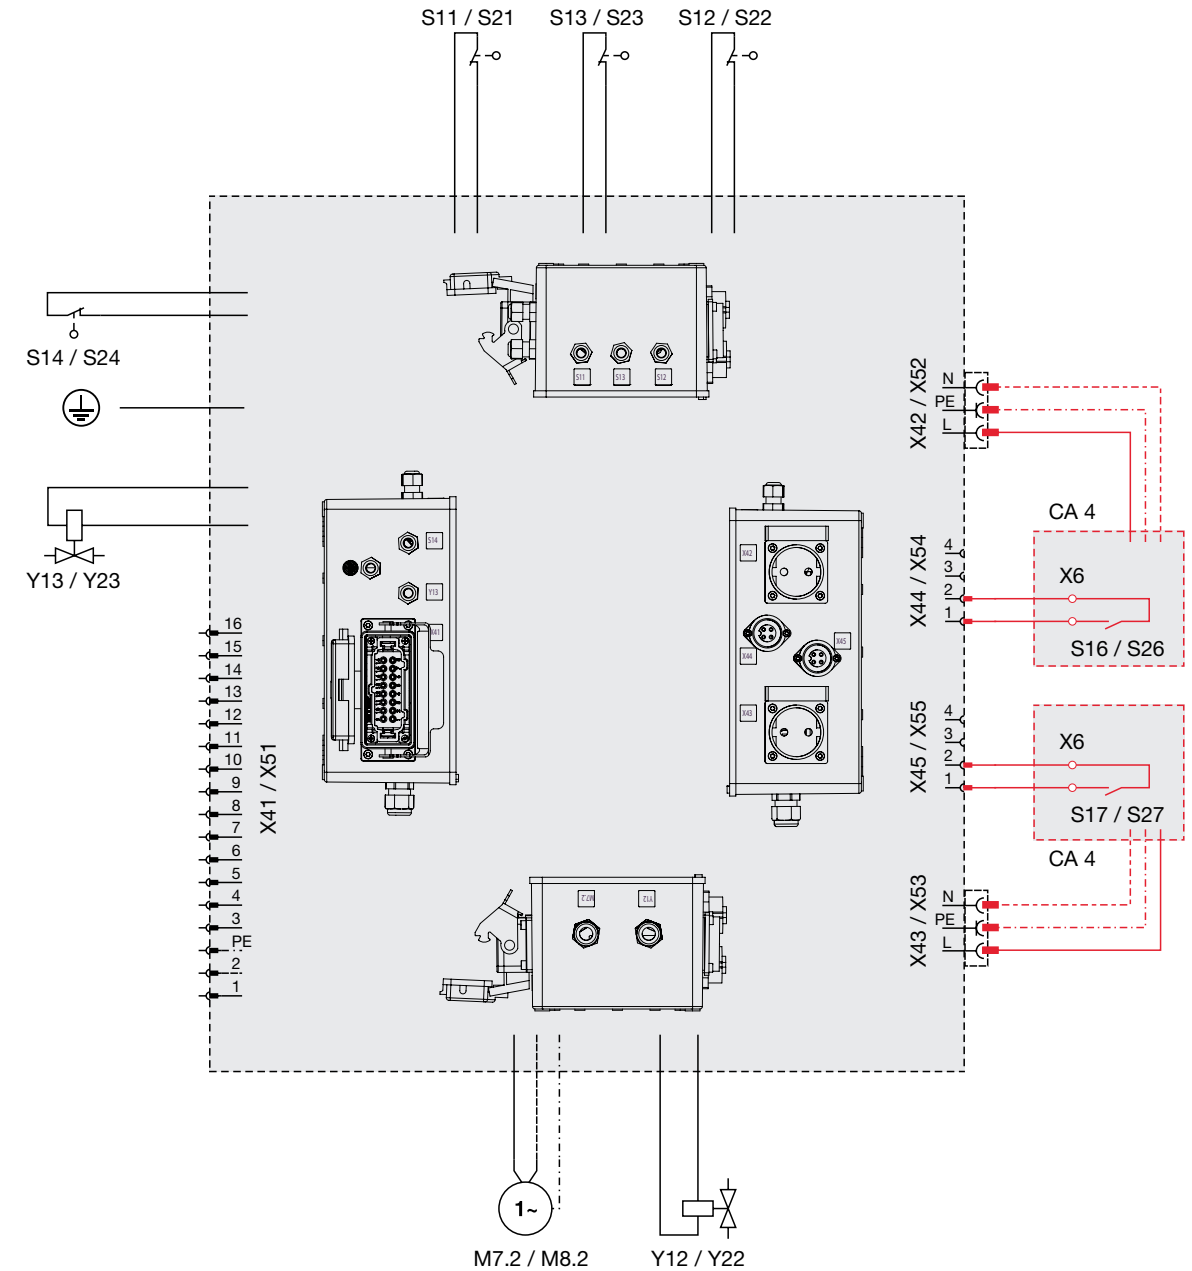 S11 / S21
S13 / S23
S12 / S22
S14 / S24
S11
S13
S12
X42 / X52
N
PE
L
CA 4
Y13 / Y23
S14
Y13
X41
X42
X44
X45
X43
X44 / X54
4
3
2
1
X6
S16 / S26
X41 / X51
16
15
14
13
12
11
10
9
8
7
6
5
4
3
PE
2
1
X45 / X55
4
3
2
1
X6
S17 / S27
CA 4
X43 / X53
N
PE
L
M7.2
Y12
1~
M7.2 / M8.2
Y12 / Y22